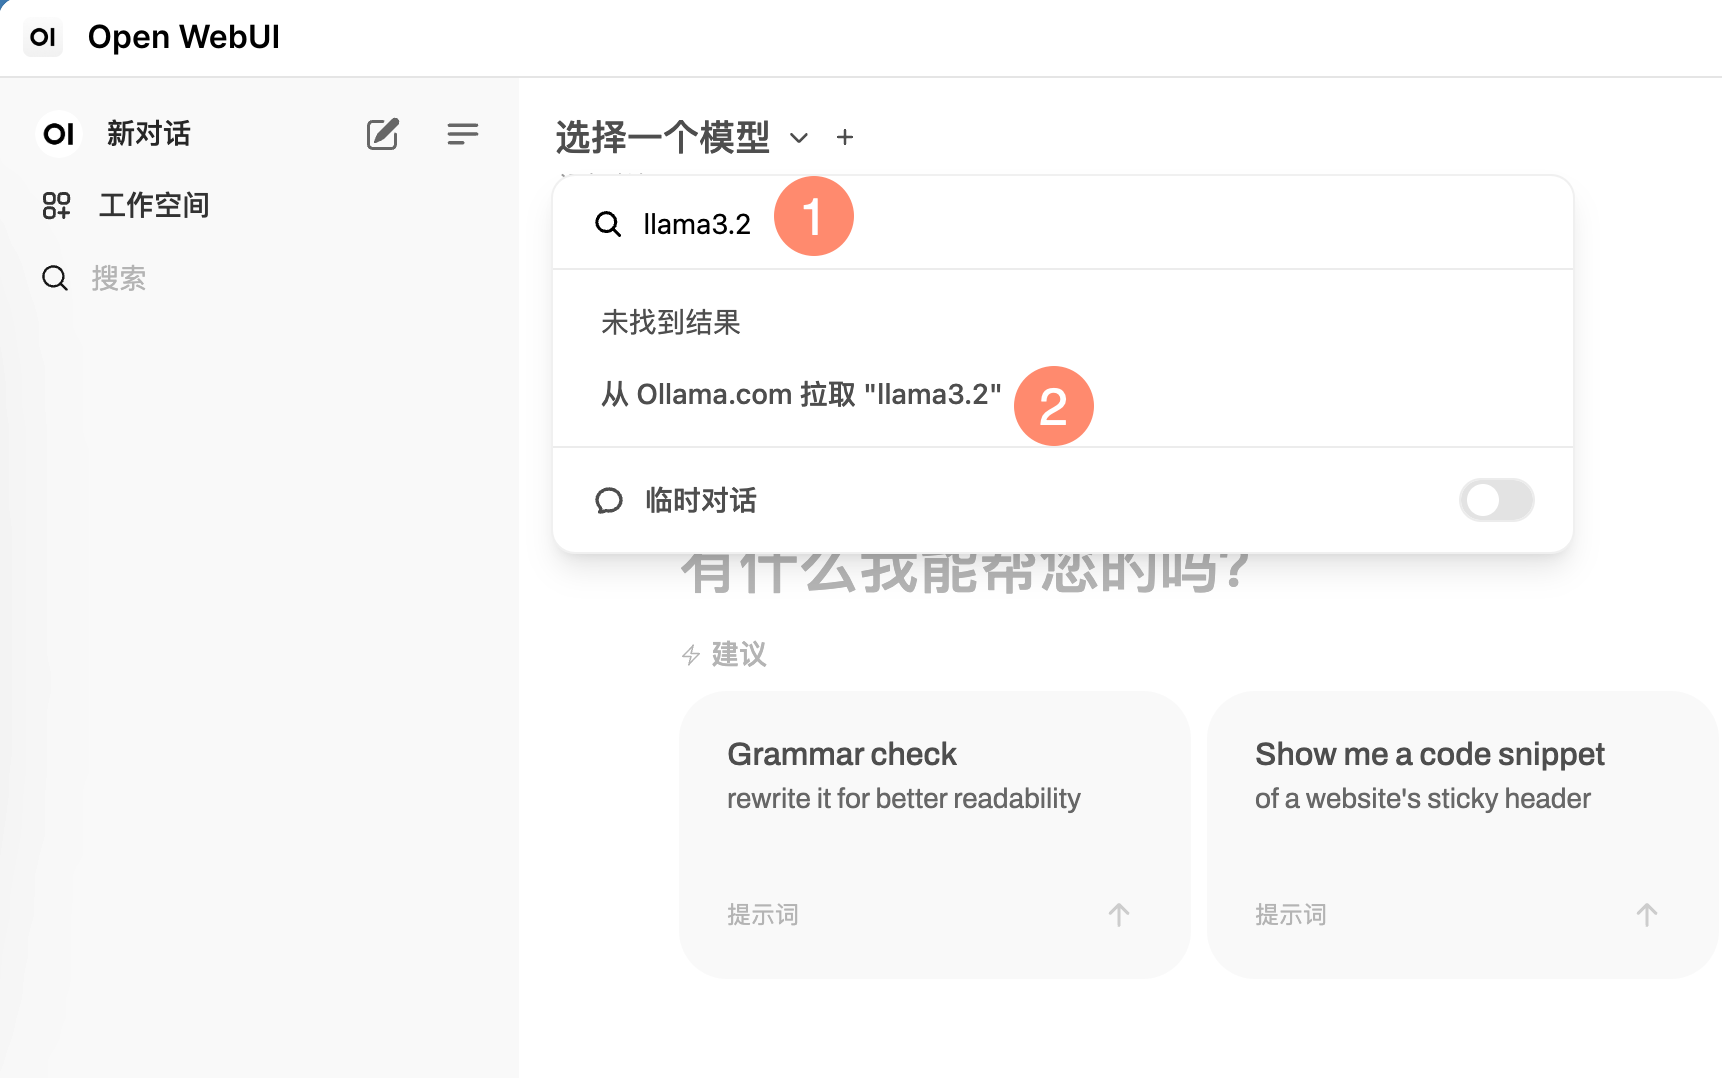 OI Open WebUI
OI 新对话
工作空间
搜索
选择一个模型
llama3.2
1
未找到结果
从 Ollama.com 拉取 "llama3.2"
2
临时对话
有什么我能帮您的吗?
建议
Grammar check
rewrite it for better readability
提示词
Show me a code snippet
of a website's sticky header
提示词